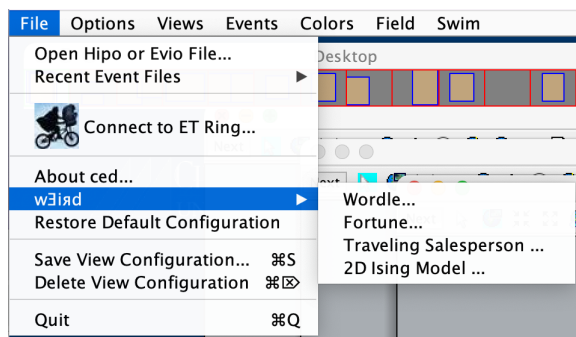 File Options Views Events Colors Field Swim
Desktop
Open Hipo or Evio File...
Recent Event Files ▶
Connect to ET Ring...
Next
About ced...
wƎiяd ▶
Restore Default Configuration
Save View Configuration... ⌘S
Delete View Configuration ⌘⌦
Quit ⌘Q
Wordle...
Fortune...
Traveling Salesperson ...
2D Ising Model ...